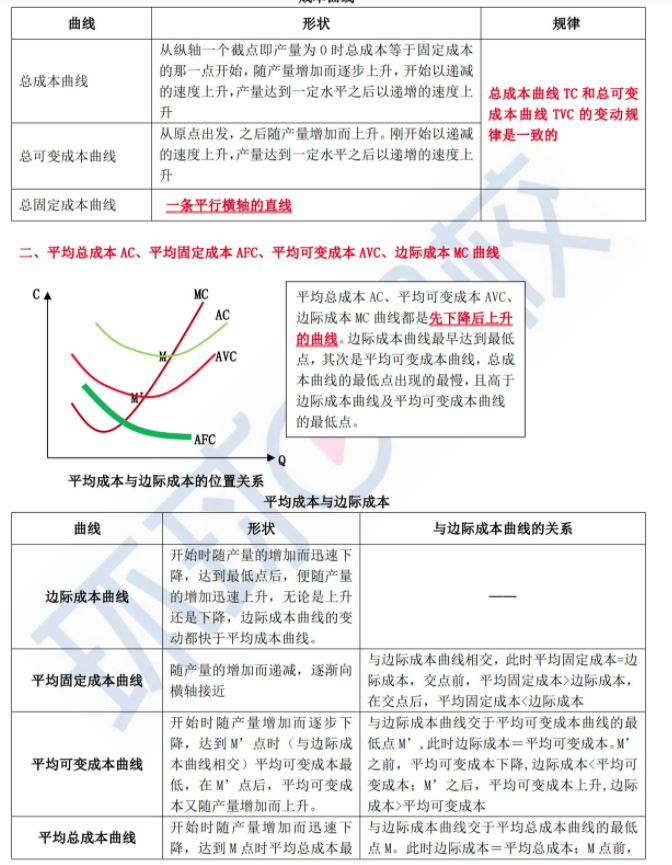 曲线 形状 规律
总成本曲线
从纵轴一个截点即产量为 0 时总成本等于固定成本
的那一点开始，随产量增加而逐步上升，开始以递减
的速度上升，产量达到一定水平之后以递增的速度上
升
总可变成本曲线
从原点出发，之后随产量增加而上升。刚开始以递减
的速度上升，产量达到一定水平之后以递增的速度上
升
总成本曲线 TC 和总可变
成本曲线 TVC 的变动规
律是一致的
总固定成本曲线 一条平行横轴的直线
二、平均总成本 AC、平均固定成本 AFC、平均可变成本 AVC、边际成本 MC 曲线
C
MC
AC
M
AVC
M'
AFC
Q
平均成本与边际成本的位置关系
平均总成本 AC、平均可变成本 AVC、
边际成本 MC 曲线都是先下降后上升
的曲线。边际成本曲线最早达到最低
点，其次是平均可变成本曲线，总成
本曲线的最低点出现的最慢，且高于
边际成本曲线及平均可变成本曲线
的最低点。
平均成本与边际成本
曲线 形状 与边际成本曲线的关系
边际成本曲线
开始时随产量的增加而迅速下
降，达到最低点后，便随产量
的增加迅速上升，无论是上升
还是下降，边际成本曲线的变
动都快于平均成本曲线。
——
平均固定成本曲线
随产量的增加而递减，逐渐向
横轴接近
与边际成本曲线相交，此时平均固定成本=边
际成本，交点前，平均固定成本>边际成本，
在交点后，平均固定成本<边际成本
平均可变成本曲线
开始时随产量增加而逐步下
降，达到 M' 点时（与边际成
本曲线相交）平均可变成本最
低，在 M' 点后，平均可变成
本又随产量增加而上升。
与边际成本曲线交于平均可变成本曲线的最
低点 M'，此时边际成本＝平均可变成本。M'
之前，平均可变成本下降，边际成本<平均可
变成本；M' 之后，平均可变成本上升，边际
成本>平均可变成本
平均总成本曲线
开始时随产量增加而迅速下
降，达到 M 点时平均总成本最
与边际成本曲线交于平均总成本曲线的最低
点 M。此时边际成本＝平均总成本；M 点前，
环球网校